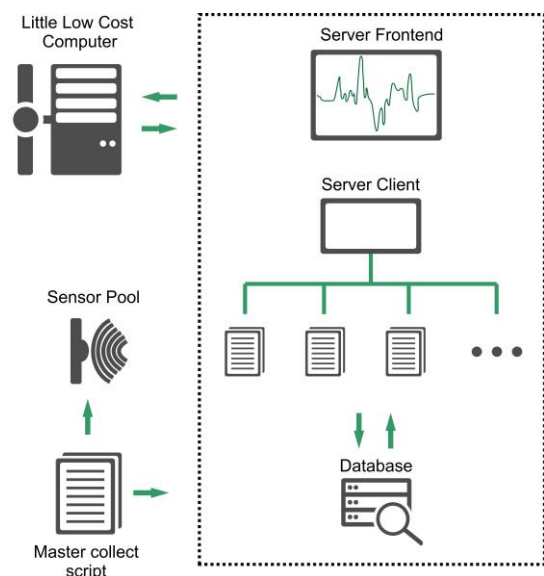 Little Low Cost
Computer
Server Frontend
Server Client
Sensor Pool
Database
Master collect
script